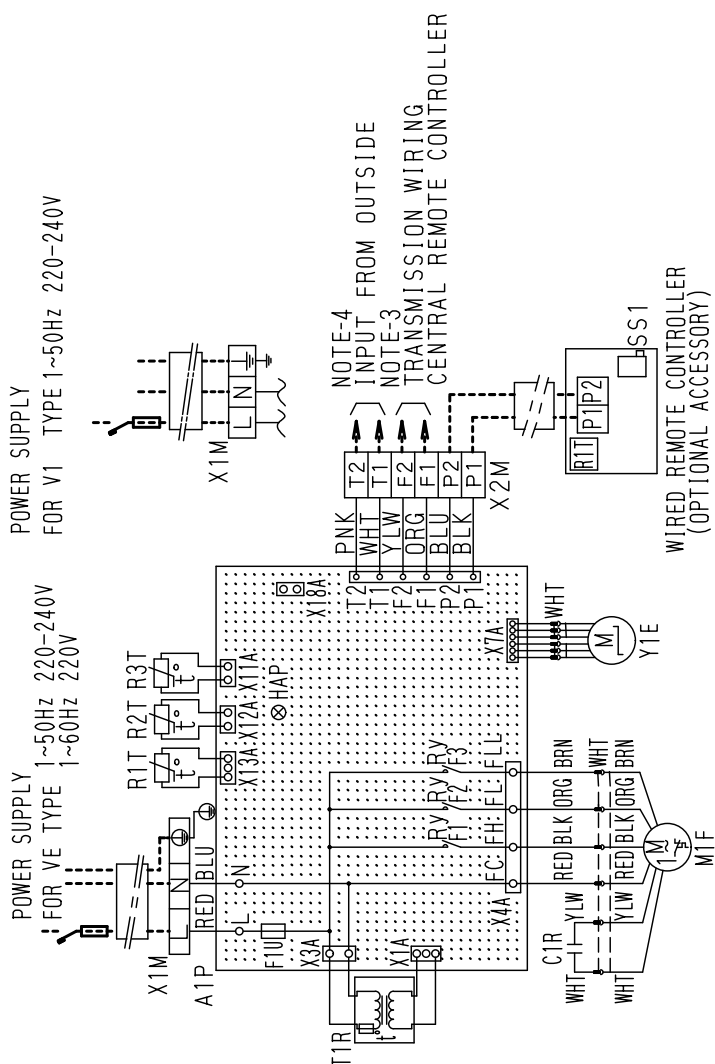 POWER SUPPLY
FOR VE TYPE
1~50Hz 220-240V
1~60Hz 220V
POWER SUPPLY
FOR V1 TYPE 1~50Hz 220-240V
X1M
L
N
X1M
L
N
A1P
RED
BLU
L
N
F1U
R1T
R2T
R3T
t°
t°
t°
X13A
X12A
X11A
HAP
X18A
T1R
t°
X3A
X1A
Ry
F1
Ry
F2
Ry
F3
X4A
FC
FH
FL
FLL
RED
BLK
ORG
BRN
WHT
C1R
YLW
WHT
YLW
RED
BLK
ORG
BRN
WHT
M
1~
M1F
X7A
WHT
M
Y1E
T2
T1
F2
F1
P2
P1
PNK
WHT
YLW
ORG
BLU
BLK
T2
T1
F2
F1
P2
P1
X2M
NOTE-4
INPUT FROM OUTSIDE
NOTE-3
TRANSMISSION WIRING
CENTRAL REMOTE CONTROLLER
R1T
P1
P2
SS1
WIRED REMOTE CONTROLLER
(OPTIONAL ACCESSORY)